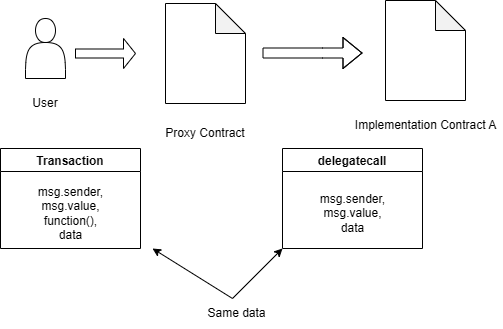 User
Proxy Contract
Implementation Contract A
Transaction
msg.sender,
msg.value,
function(),
data
delegatecall
msg.sender,
msg.value,
data
Same data